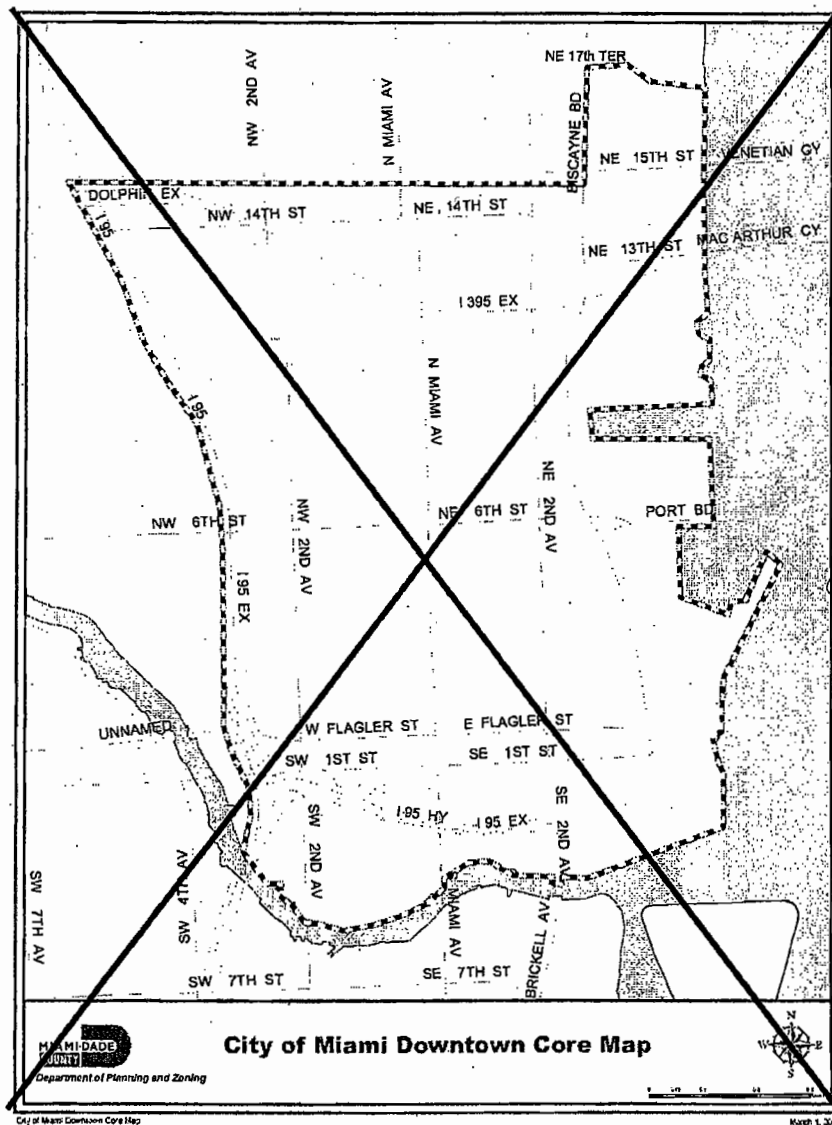 NE 17th TER
NW 2ND AV
N MIAMI AV
BISCAYNE BD
NE 15TH ST
VENETIAN CY
DOLPHIN EX
I 95
NW 14TH ST
NE 14TH ST
NE 13TH ST
MAC ARTHUR CY
I 395 EX
N MIAMI AV
I 95
NW 6TH ST
NW 2ND AV
NE 6TH ST
NE 2ND AV
PORT BD
I 95 EX
UNNAMED
W FLAGLER ST
E FLAGLER ST
SW 1ST ST
SE 1ST ST
I 95 HY
I 95 EX
SE 2ND AV
SW 2ND AV
SW 4TH AV
SW 7TH AV
MIAMI AV
BRICKELL AV
SW 7TH ST
SE 7TH ST
MIAMI-DADE
COUNTY
Department of Planning and Zoning
City of Miami Downtown Core Map
N
W E
S
City of Miami Downtown Core Map
March 1,